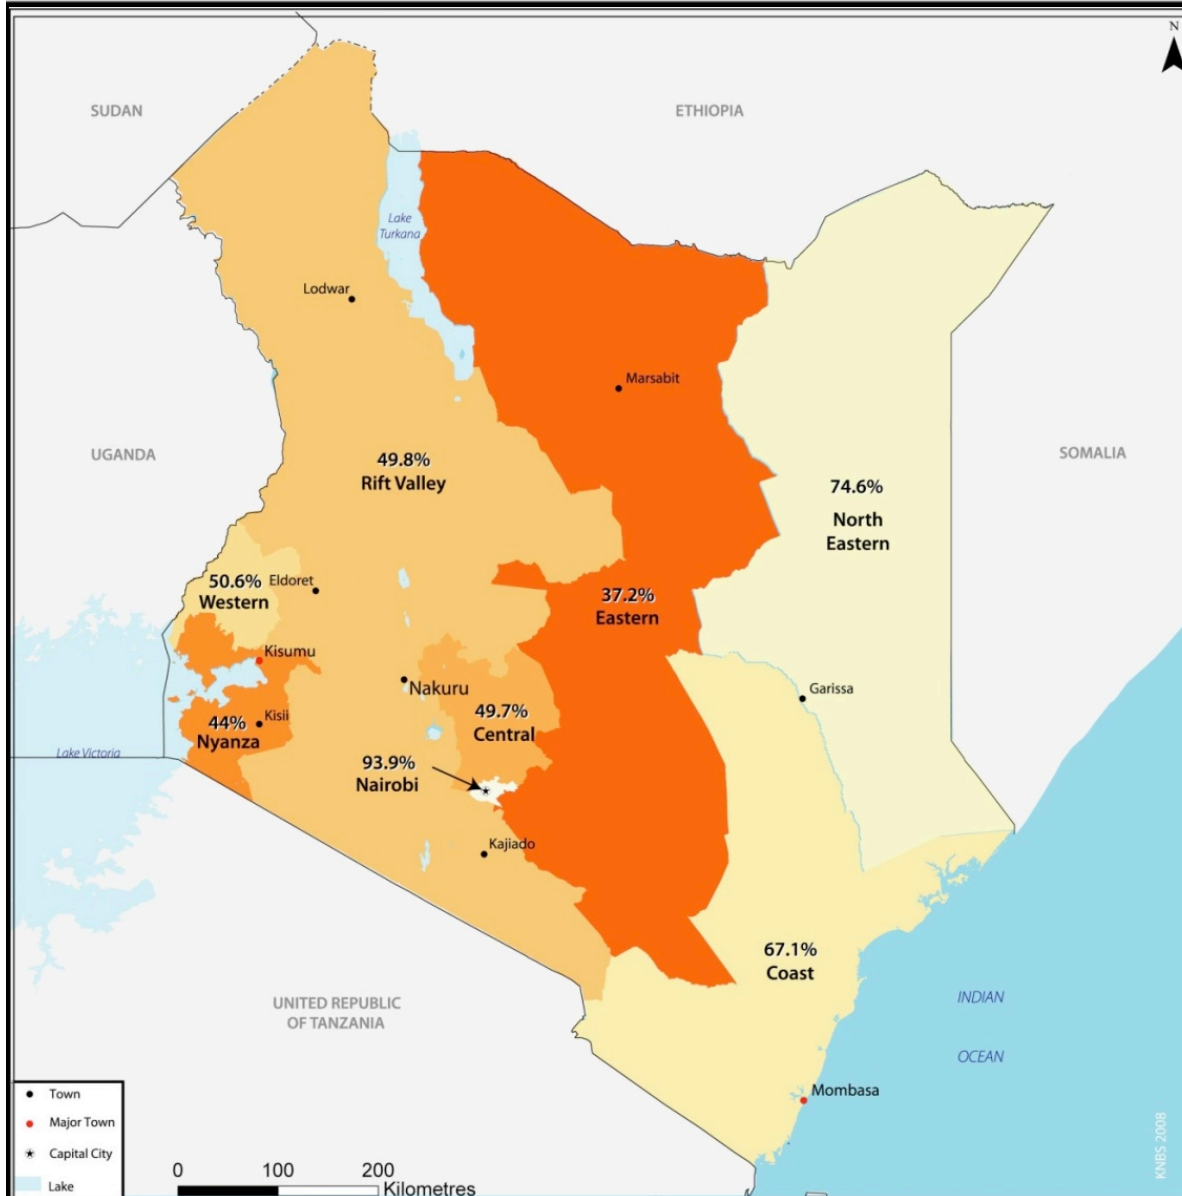 N
SUDAN
ETHIOPIA
Lake
Turkana
Lodwar
Marsabit
UGANDA
SOMALIA
49.8%
Rift Valley
74.6%
North
Eastern
50.6%
Western
Eldoret
37.2%
Eastern
Kisumu
Nakuru
Garissa
44%
Nyanza
Kisii
49.7%
Central
Lake Victoria
93.9%
Nairobi
Kajiado
67.1%
Coast
UNITED REPUBLIC
OF TANZANIA
INDIAN
OCEAN
Mombasa
Town
Major Town
Capital City
Lake
0 100 200
Kilometres
KNBS 2008